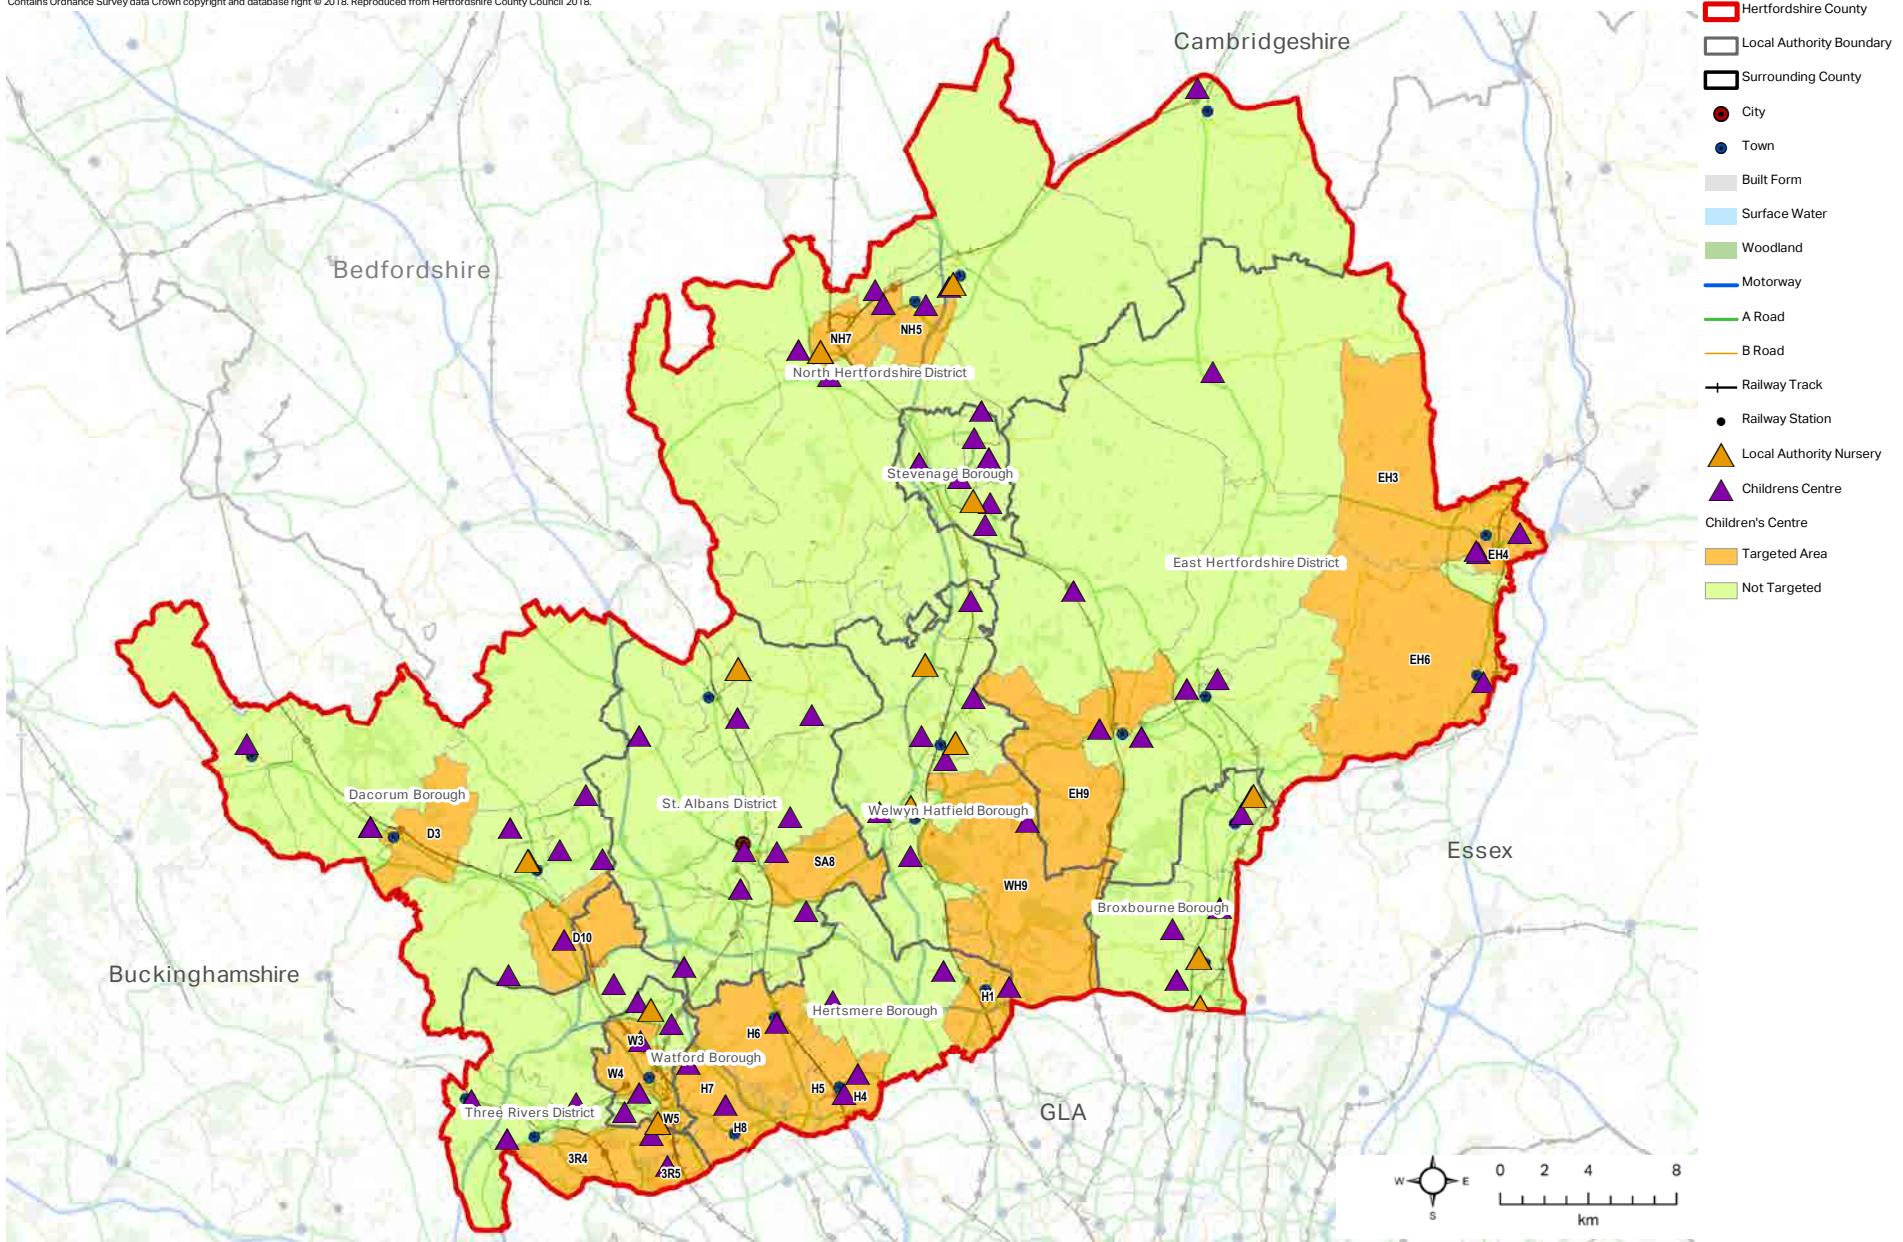 Contains Ordnance Survey data Crown copyright and database right © 2018. Reproduced from Hertfordshire County Council 2018.
Hertfordshire County
Local Authority Boundary
Surrounding County
City
Town
Built Form
Surface Water
Woodland
Motorway
A Road
B Road
Railway Track
Railway Station
Local Authority Nursery
Childrens Centre
Children's Centre
Targeted Area
Not Targeted
Cambridgeshire
Bedfordshire
NH5
NH7
North Hertfordshire District
Stevenage Borough
EH3
EH4
East Hertfordshire District
EH6
Dacorum Borough
EH9
St. Albans District
Welwyn Hatfield Borough
D3
Essex
SA8
WH9
Broxbourne Borough
D10
Buckinghamshire
H1
Hertsmere Borough
H6
W3
Watford Borough
W4
H7
H5
H4
Three Rivers District
GLA
W5
H8
3R4
3R5
W
E
S
0 2 4 8
km